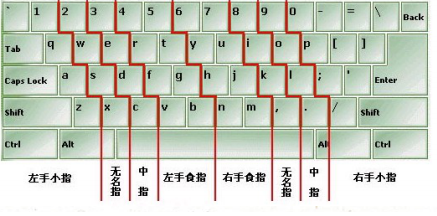 ` 1 2 3 4 5 6 7 8 9 0 - = \ Back
Tab q w e r t y u i o p [ ]
Caps Lock a s d f g h j k l ; ' Enter
Shift z x c v b n m , . / Shift
Ctrl Alt Al Ctrl
左手小指 无名指 中指 左手食指 右手食指 无名指 中指 右手小指